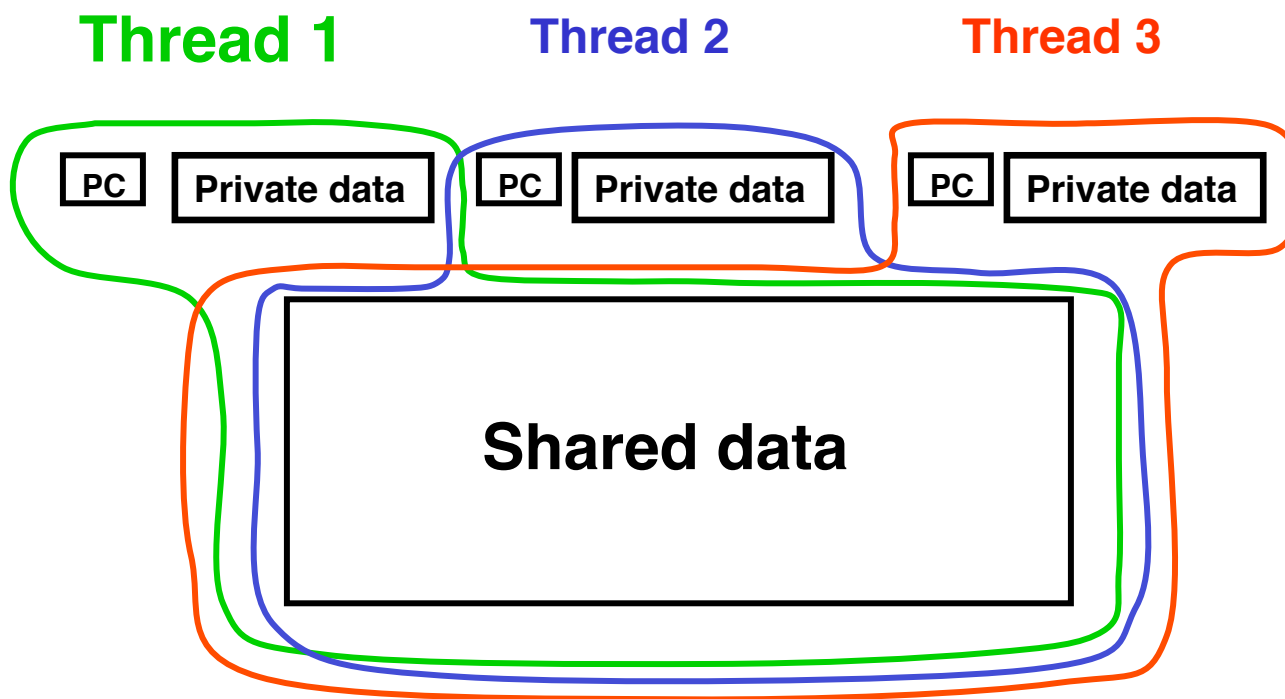 Thread 1 Thread 2 Thread 3
PC Private data PC Private data PC Private data
Shared data